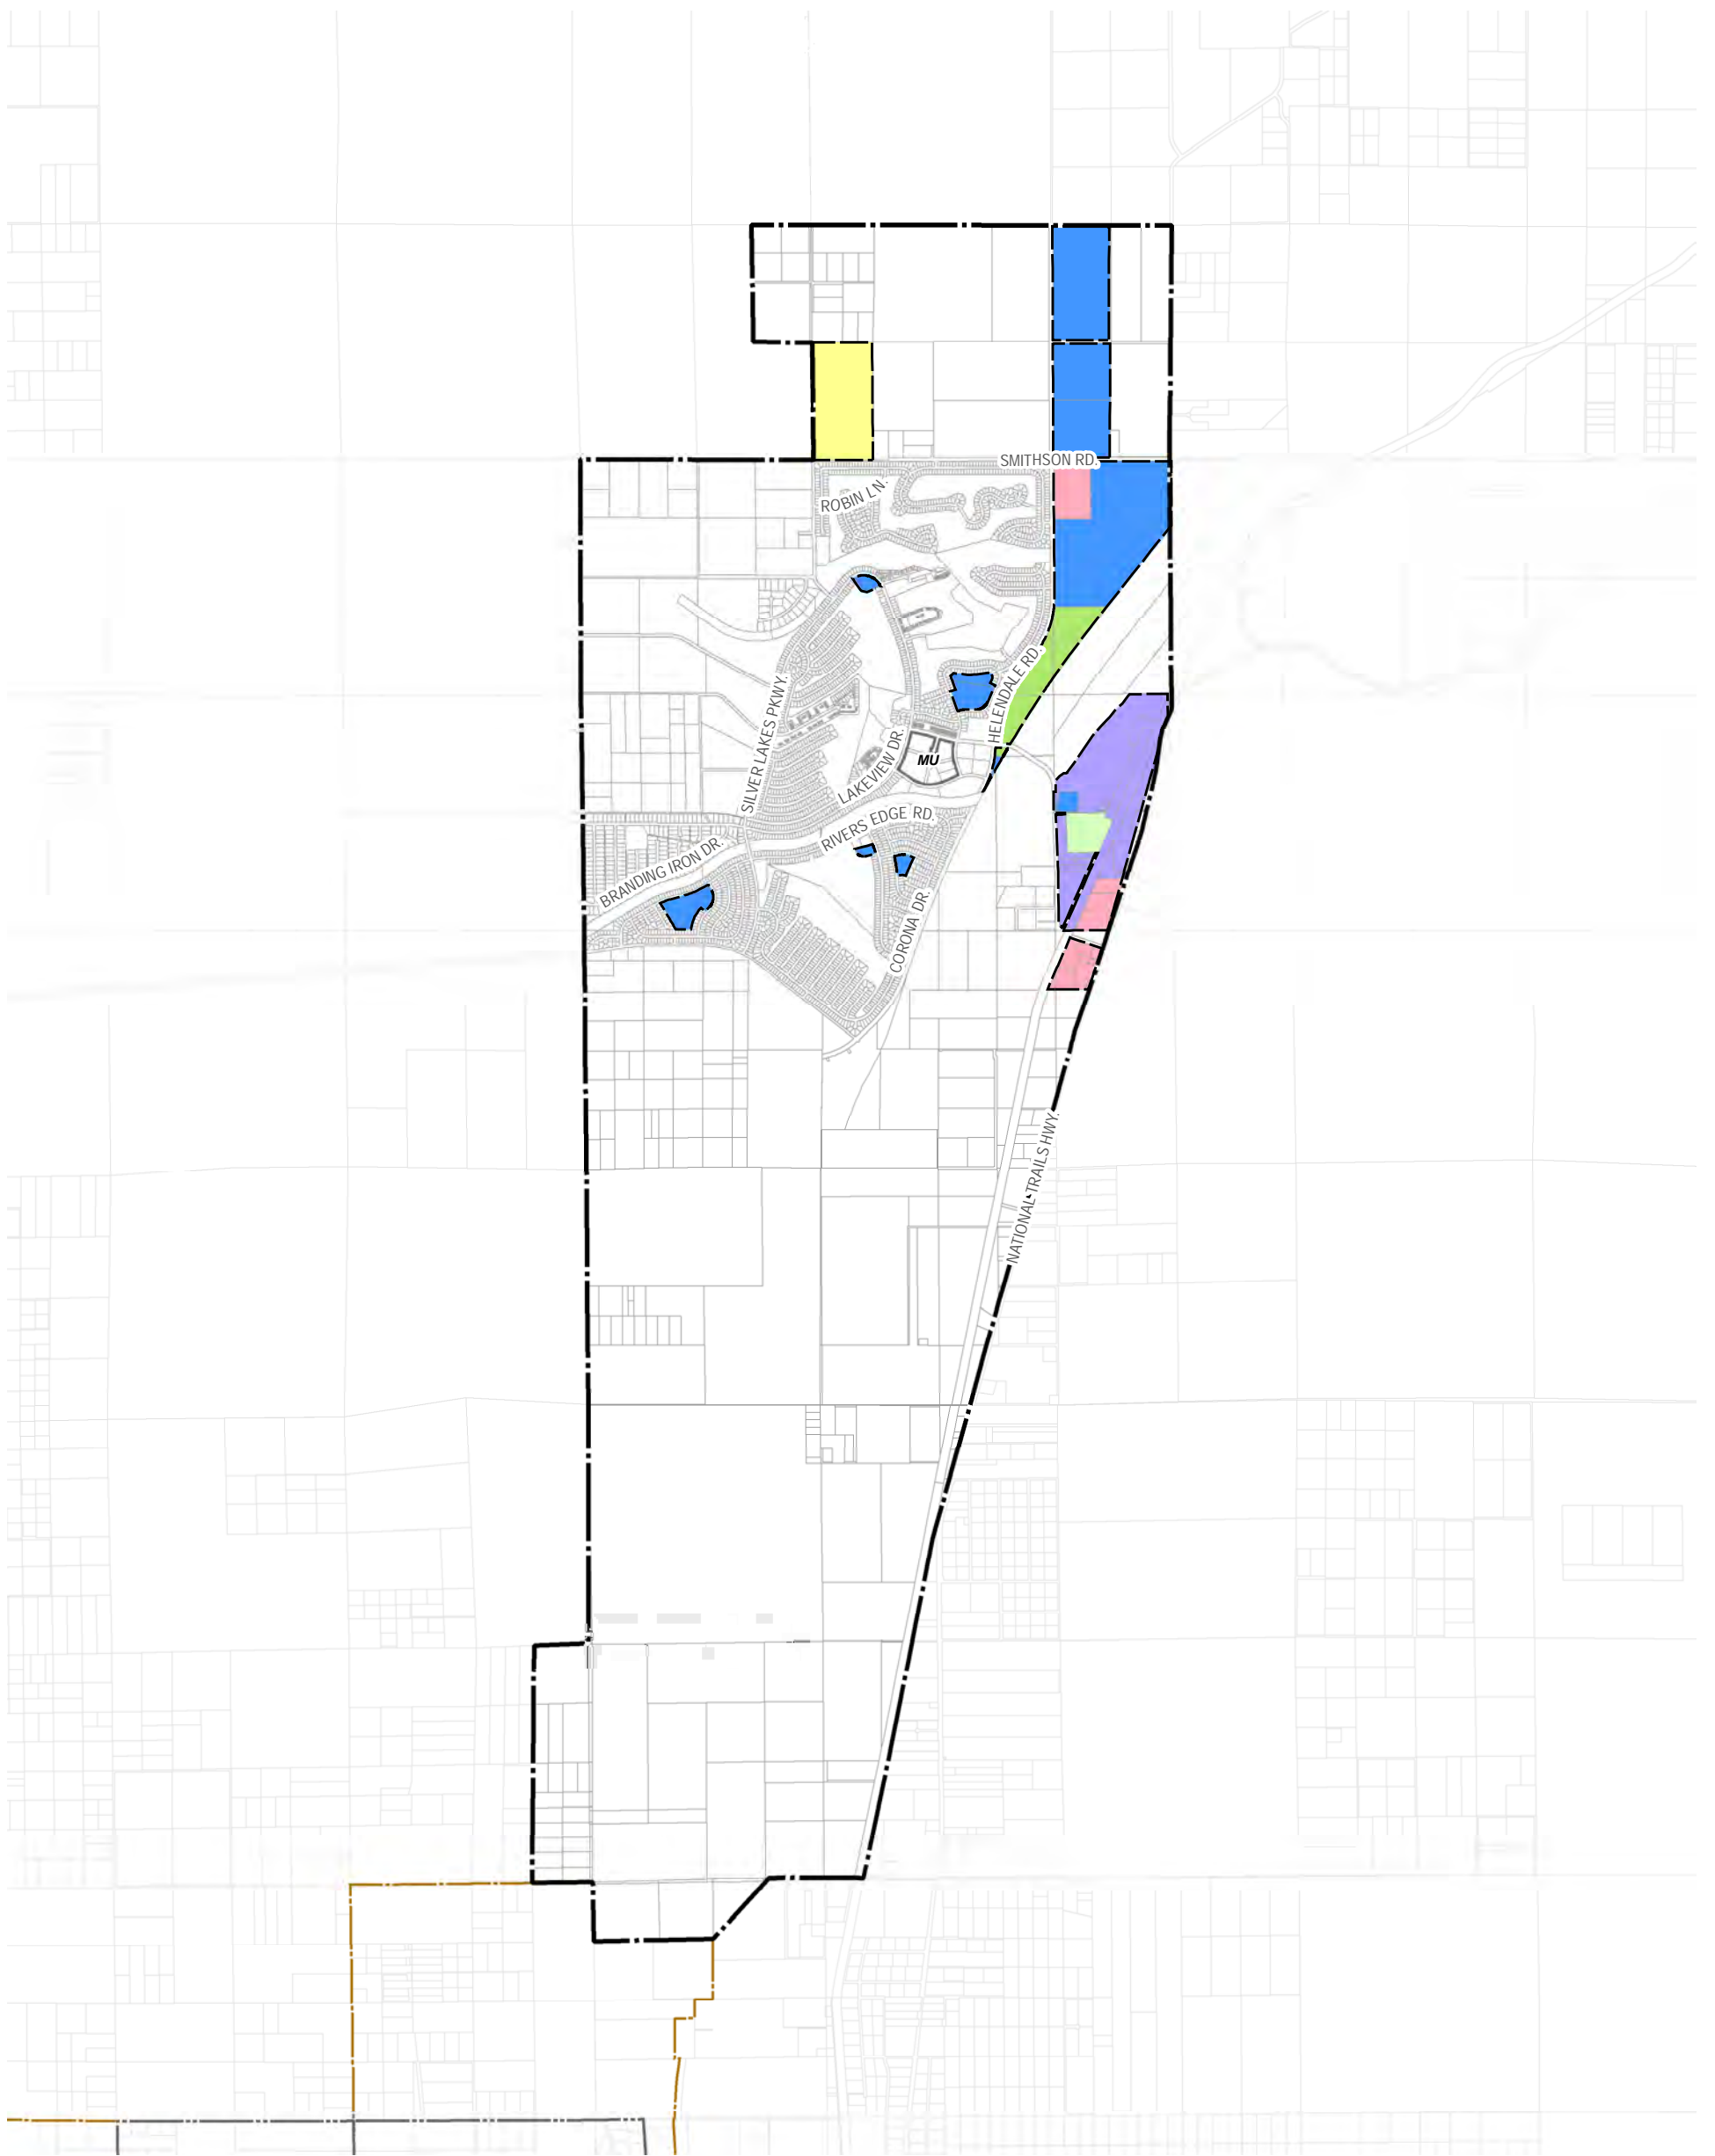 SMITHSON RD.
ROBIN LN.
HELENDALE RD.
SILVER LAKES PKWY.
LAKEVIEW DR.
MU
RIVERS EDGE RD.
BRANDING IRON DR.
CORONA DR.
NATIONAL TRAILS HWY.